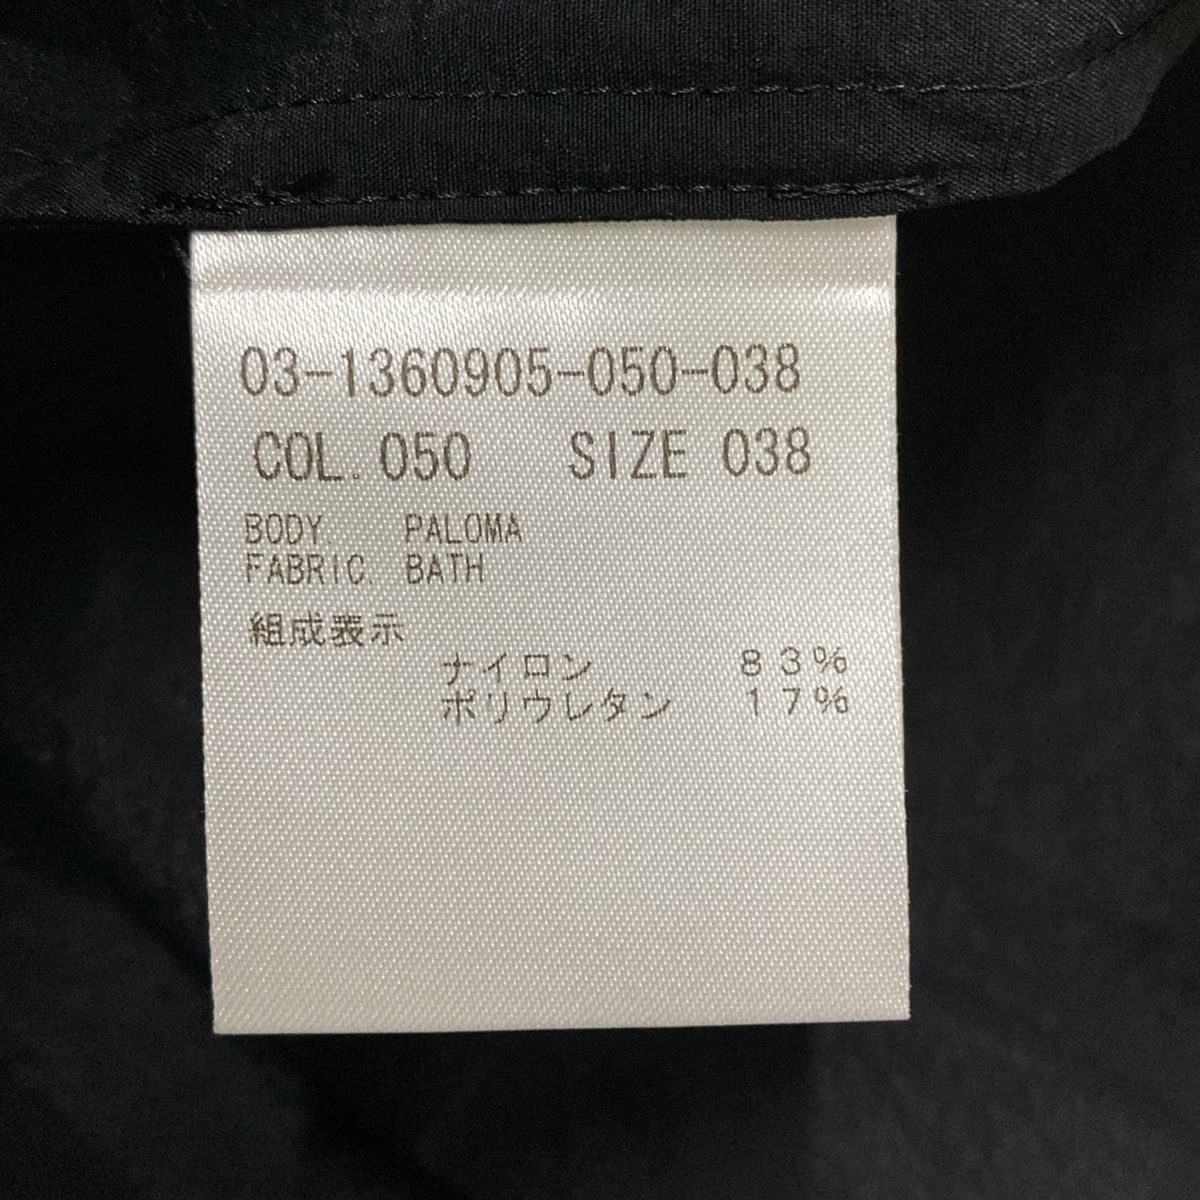 03-1360905-050-038
COL. 050 SIZE 038
BODY. PALOMA
FABRIC. BATH
組成表示
ナイロン ８３％
ポリウレタン １７％